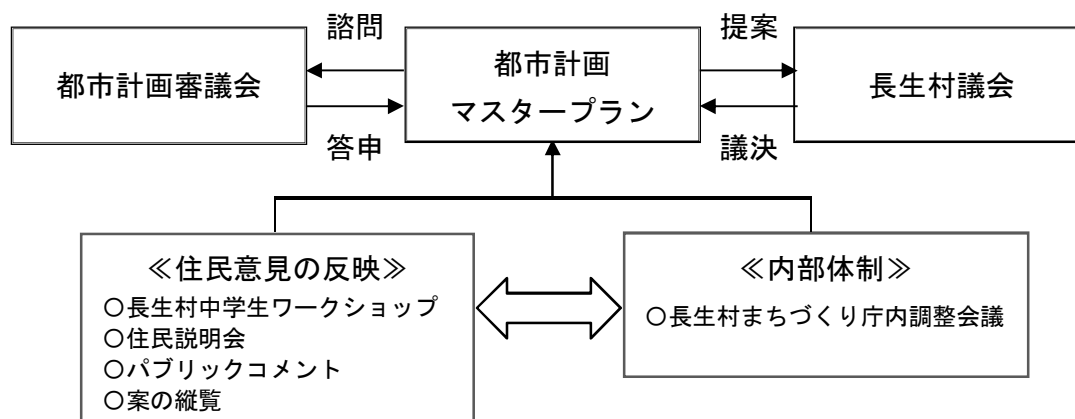 諮問
提案
都市計画審議会
都市計画
マスタープラン
長生村議会
答申
議決
≪住民意見の反映≫
○長生村中学生ワークショップ
○住民説明会
○パブリックコメント
○案の縦覧
≪内部体制≫
○長生村まちづくり庁内調整会議